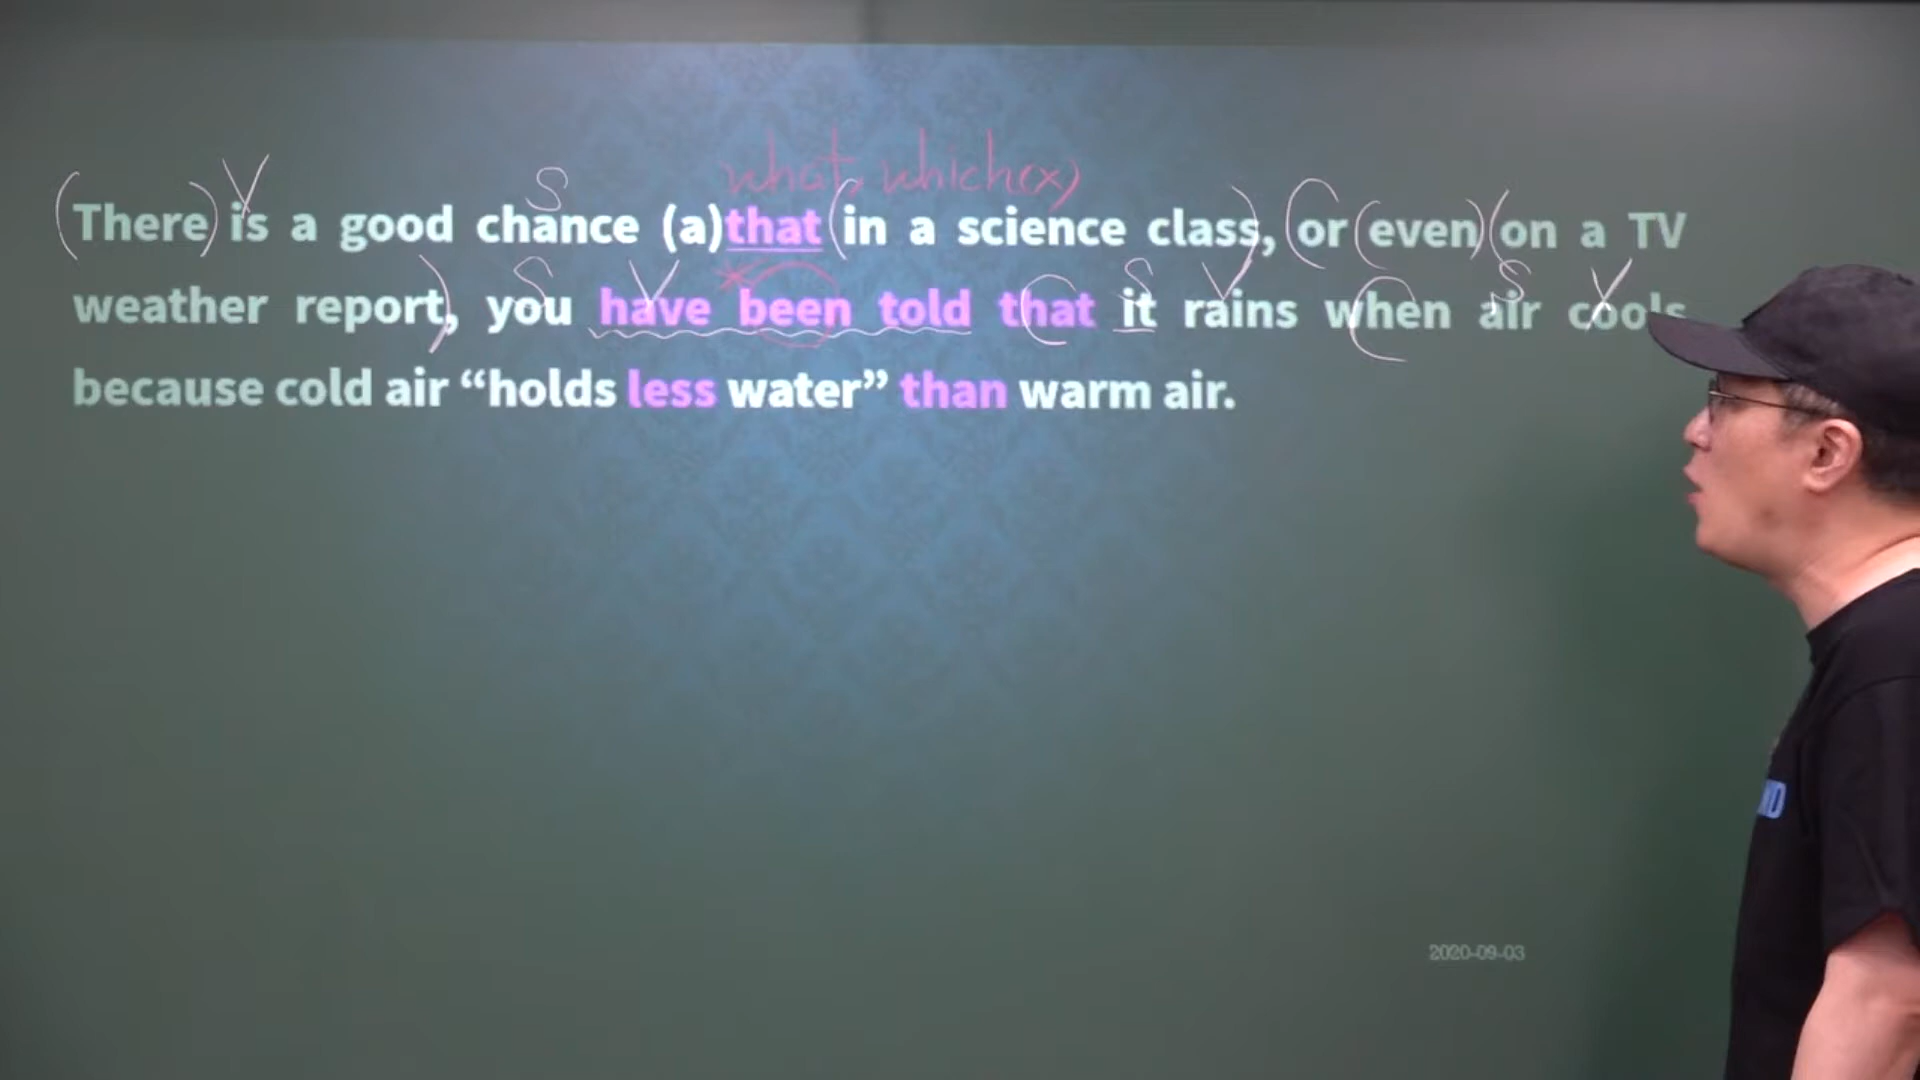 what, which(x)
V S
(There) is a good chance (a)that (in a science class), (or (even) (on a TV
S V S V S V
weather report), you have been told that it rains when air cools
because cold air “holds less water” than warm air.
2020-09-03